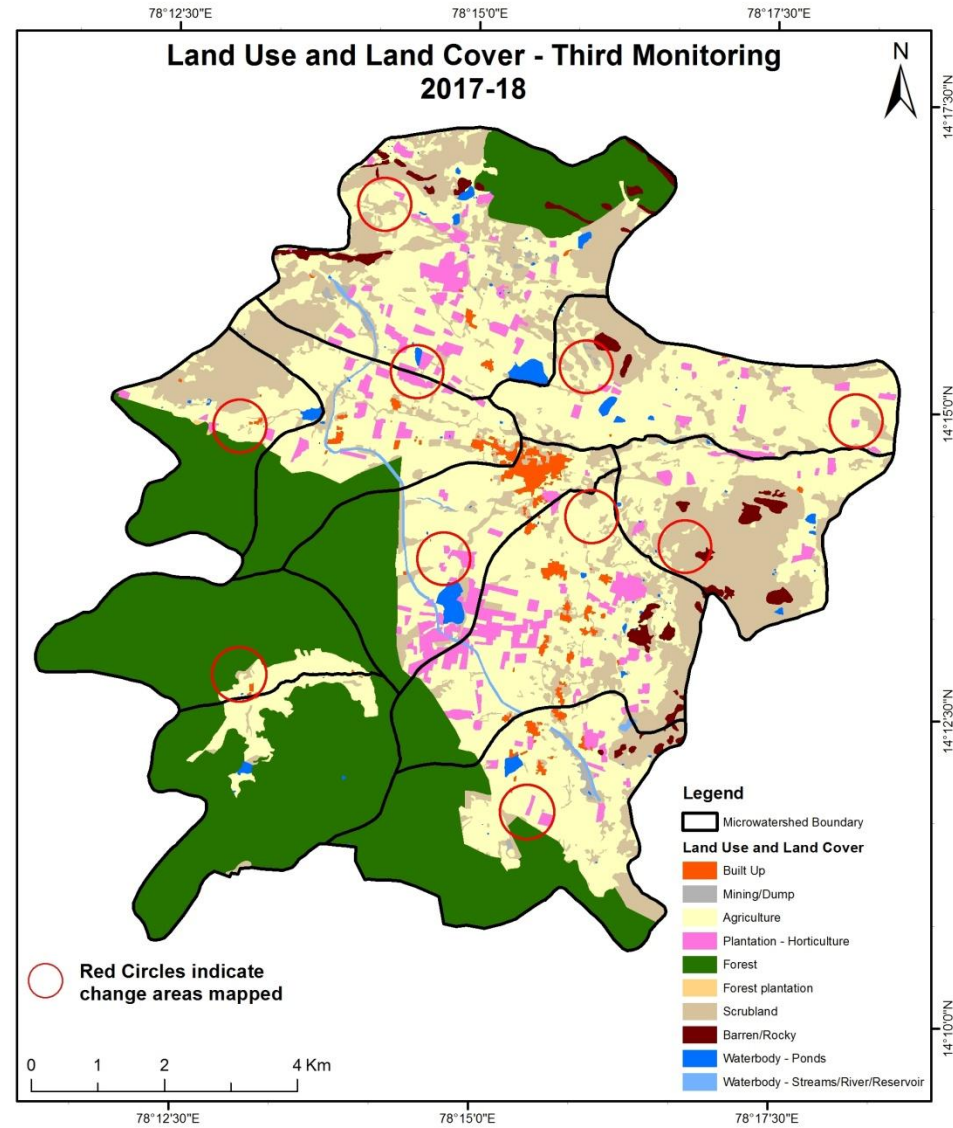 78°12'30"E 78°15'0"E 78°17'30"E
Land Use and Land Cover - Third Monitoring
2017-18
N
14°17'30"N
14°15'0"N
14°12'30"N
14°10'0"N
Legend
Microwatershed Boundary
Land Use and Land Cover
Built Up
Mining/Dump
Agriculture
Plantation - Horticulture
Forest
Forest plantation
Scrubland
Barren/Rocky
Waterbody - Ponds
Waterbody - Streams/River/Reservoir
Red Circles indicate
change areas mapped
0 1 2 4 Km
78°12'30"E 78°15'0"E 78°17'30"E